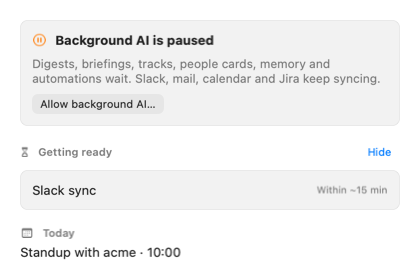 Background AI is paused
Digests, briefings, tracks, people cards, memory and
automations wait. Slack, mail, calendar and Jira keep syncing.
Allow background AI...
Getting ready
Hide
Slack sync
Within ~15 min
Today
Standup with acme · 10:00